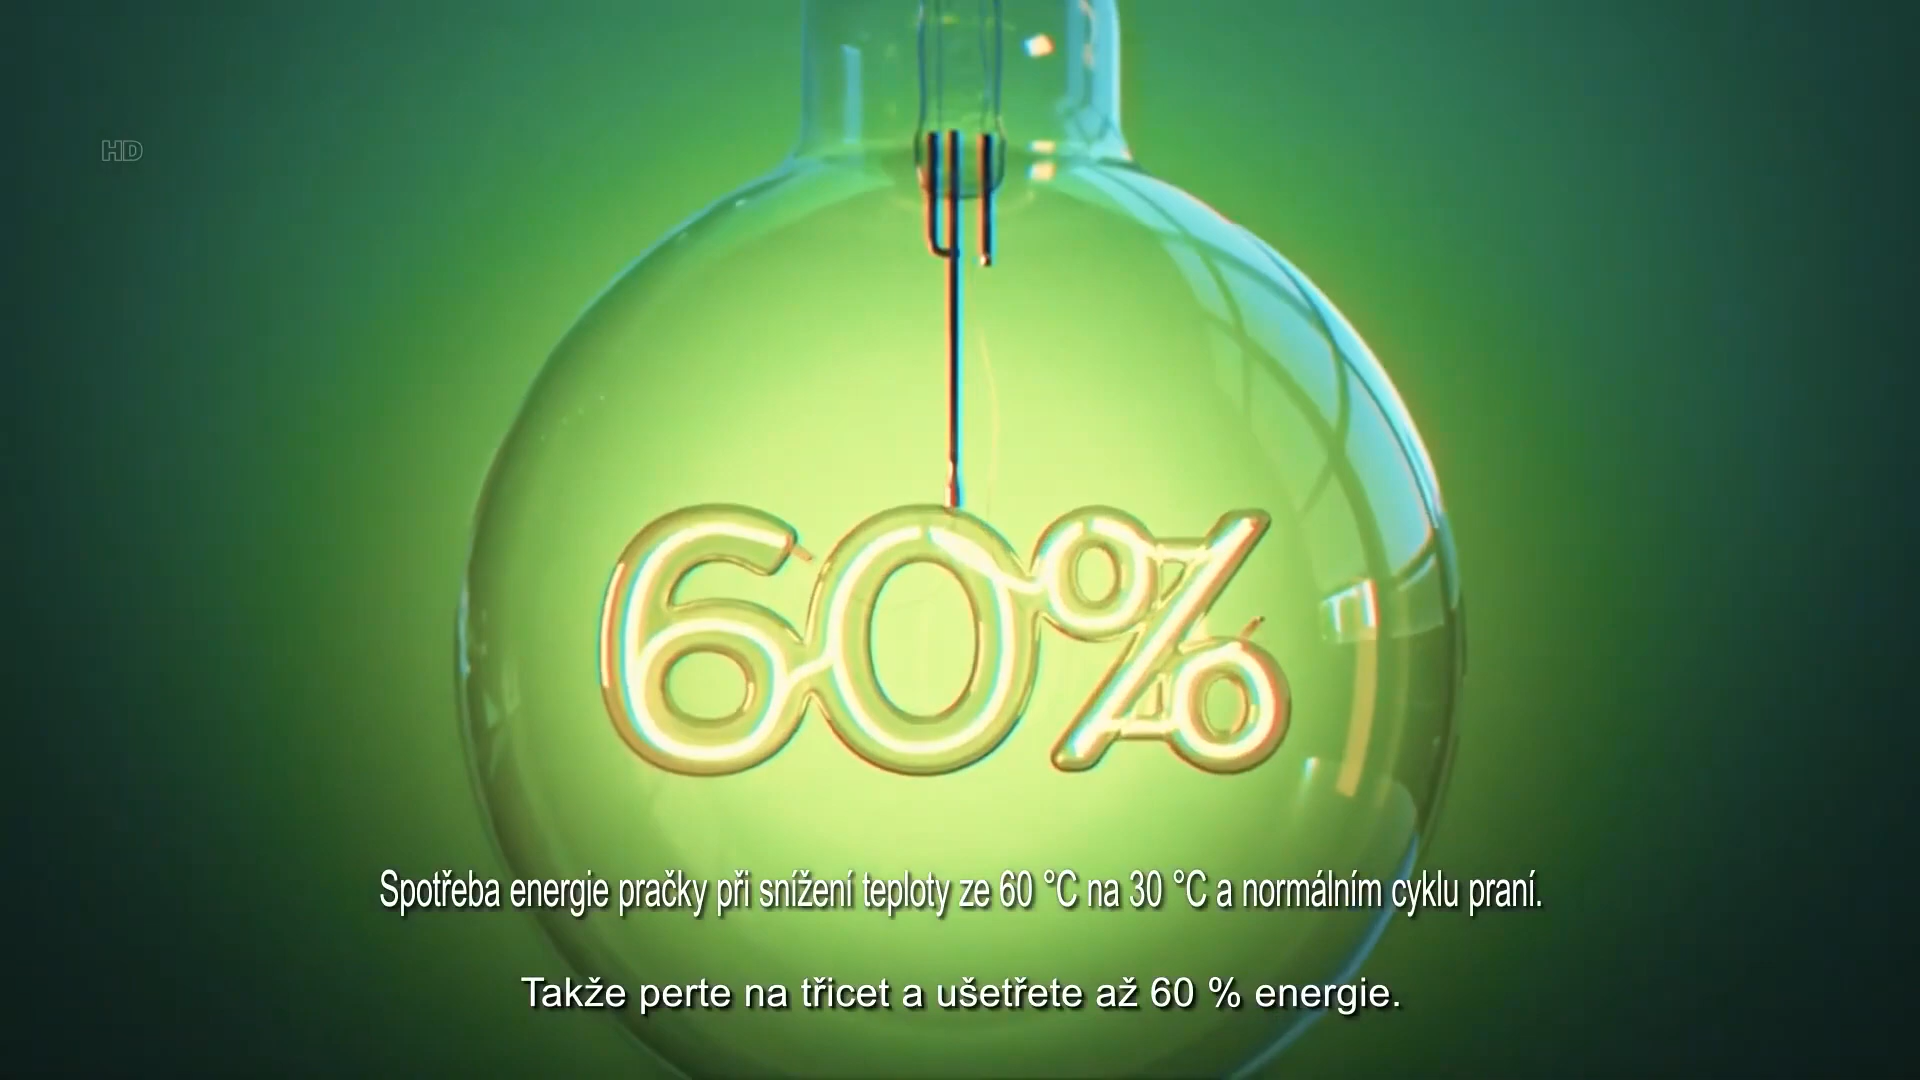 HD
60%
Spotřeba energie pračky při snížení teploty ze 60 °C na 30 °C a normálním cyklu praní.
Takže perte na třicet a ušetřete až 60 % energie.